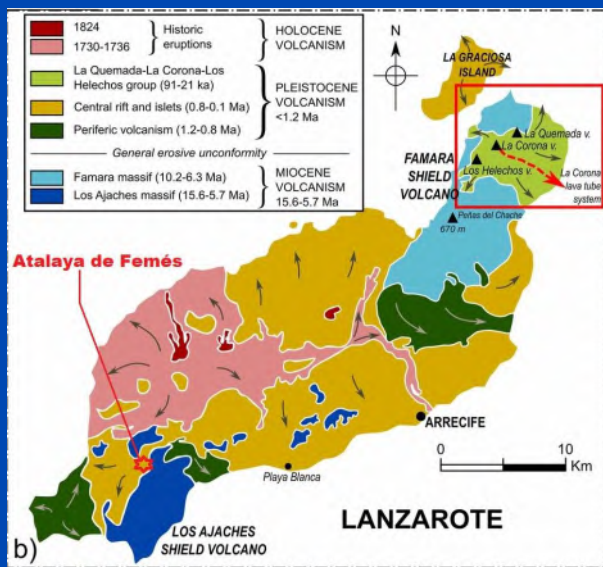 1824
1730-1736
Historic
eruptions
HOLOCENE
VOLCANISM
La Quemada-La Corona-Los
Helechos group (91-21 ka)
Central rift and islets (0.8-0.1 Ma)
Periferic volcanism (1.2-0.8 Ma)
PLEISTOCENE
VOLCANISM
<1.2 Ma
General erosive unconformity
Famara massif (10.2-6.3 Ma)
Los Ajaches massif (15.6-5.7 Ma)
MIOCENE
VOLCANISM
15.6-5.7 Ma
N
LA GRACIOSA
ISLAND
La Quemada v.
La Corona v.
Los Helechos v.
La Corona
lava tube
system
FAMARA
SHIELD
VOLCANO
Peñas del Chache
670 m
Atalaya de Femés
ARRECIFE
Playa Blanca
0 10
Km
LOS AJACHES
SHIELD VOLCANO
LANZAROTE
b)